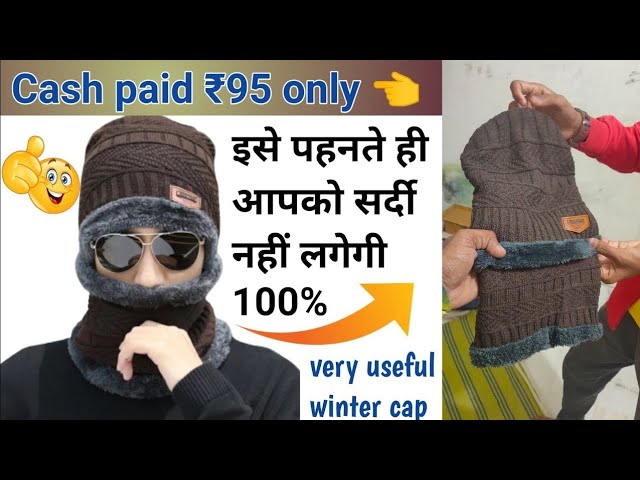 Cash paid ₹95 only
इसे पहनते ही
आपको सर्दी
नहीं लगेगी
100%
very useful
winter cap